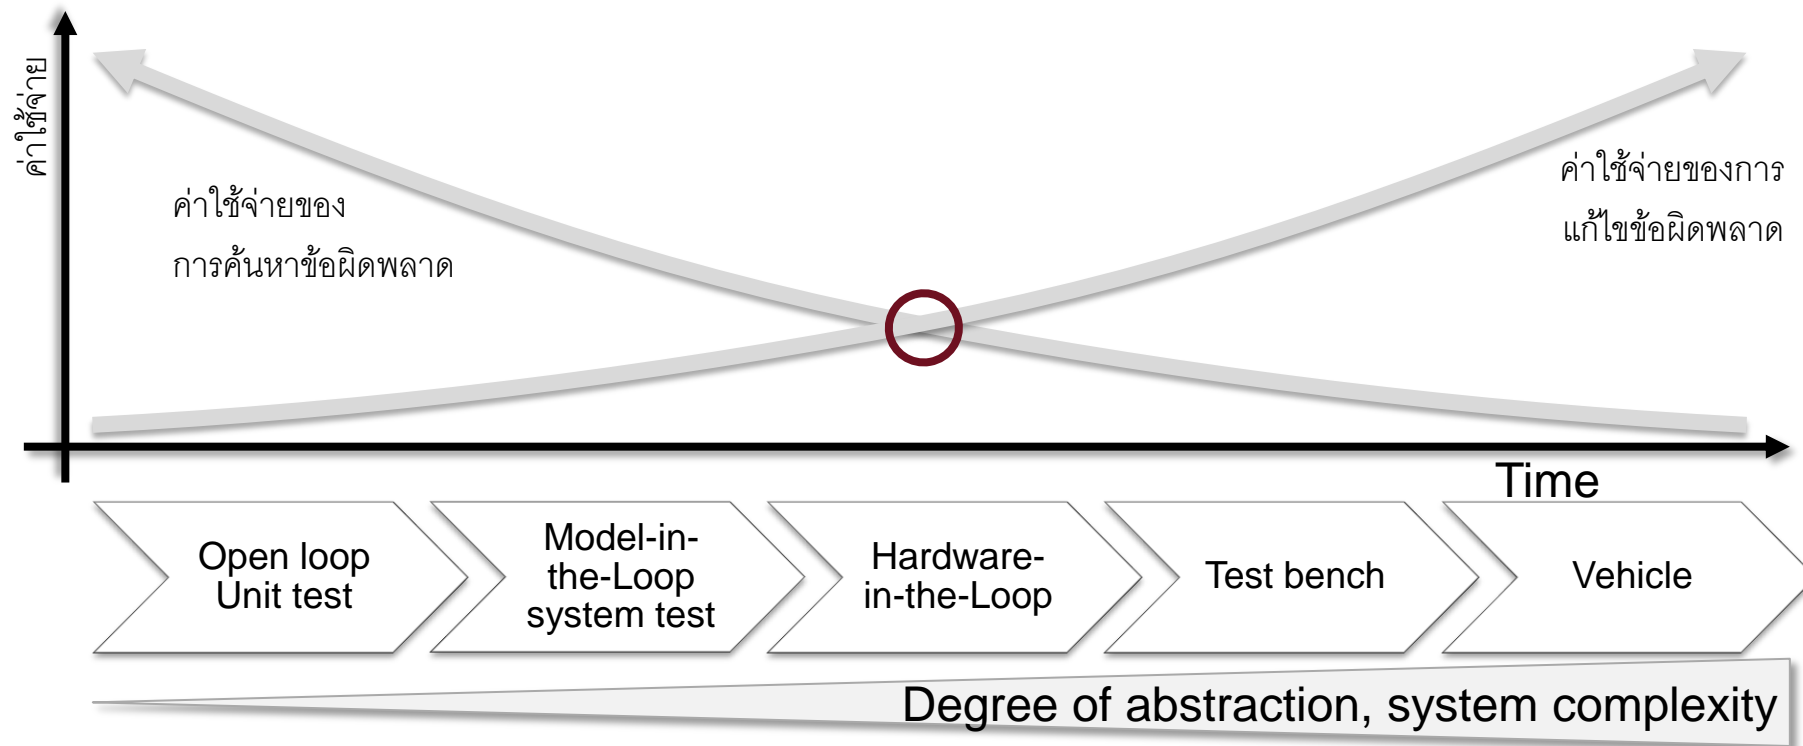 ค่าใช้จ่าย
ค่าใช้จ่ายของ
การค้นหาข้อผิดพลาด
ค่าใช้จ่ายของการ
แก้ไขข้อผิดพลาด
Time
Open loop
Unit test
Model-in-
the-Loop
system test
Hardware-
in-the-Loop
Test bench
Vehicle
Degree of abstraction, system complexity